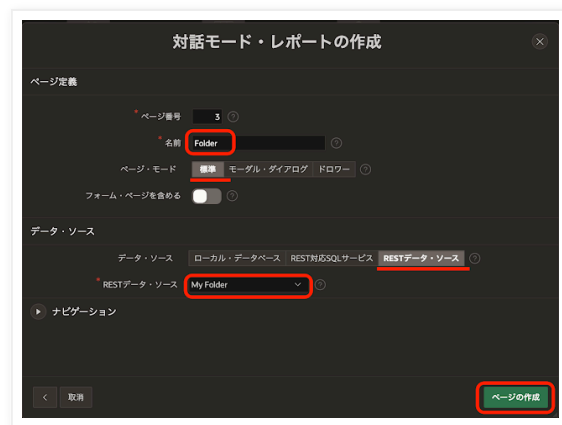 対話モード・レポートの作成
ページ定義
* ページ番号 3
* 名前 Folder
ページ・モード 標準 モーダル・ダイアログ ドロワー
フォーム・ページを含める
データ・ソース
データ・ソース ローカル・データベース REST対応SQLサービス RESTデータ・ソース
* RESTデータ・ソース My Folder
ナビゲーション
取消 ページの作成